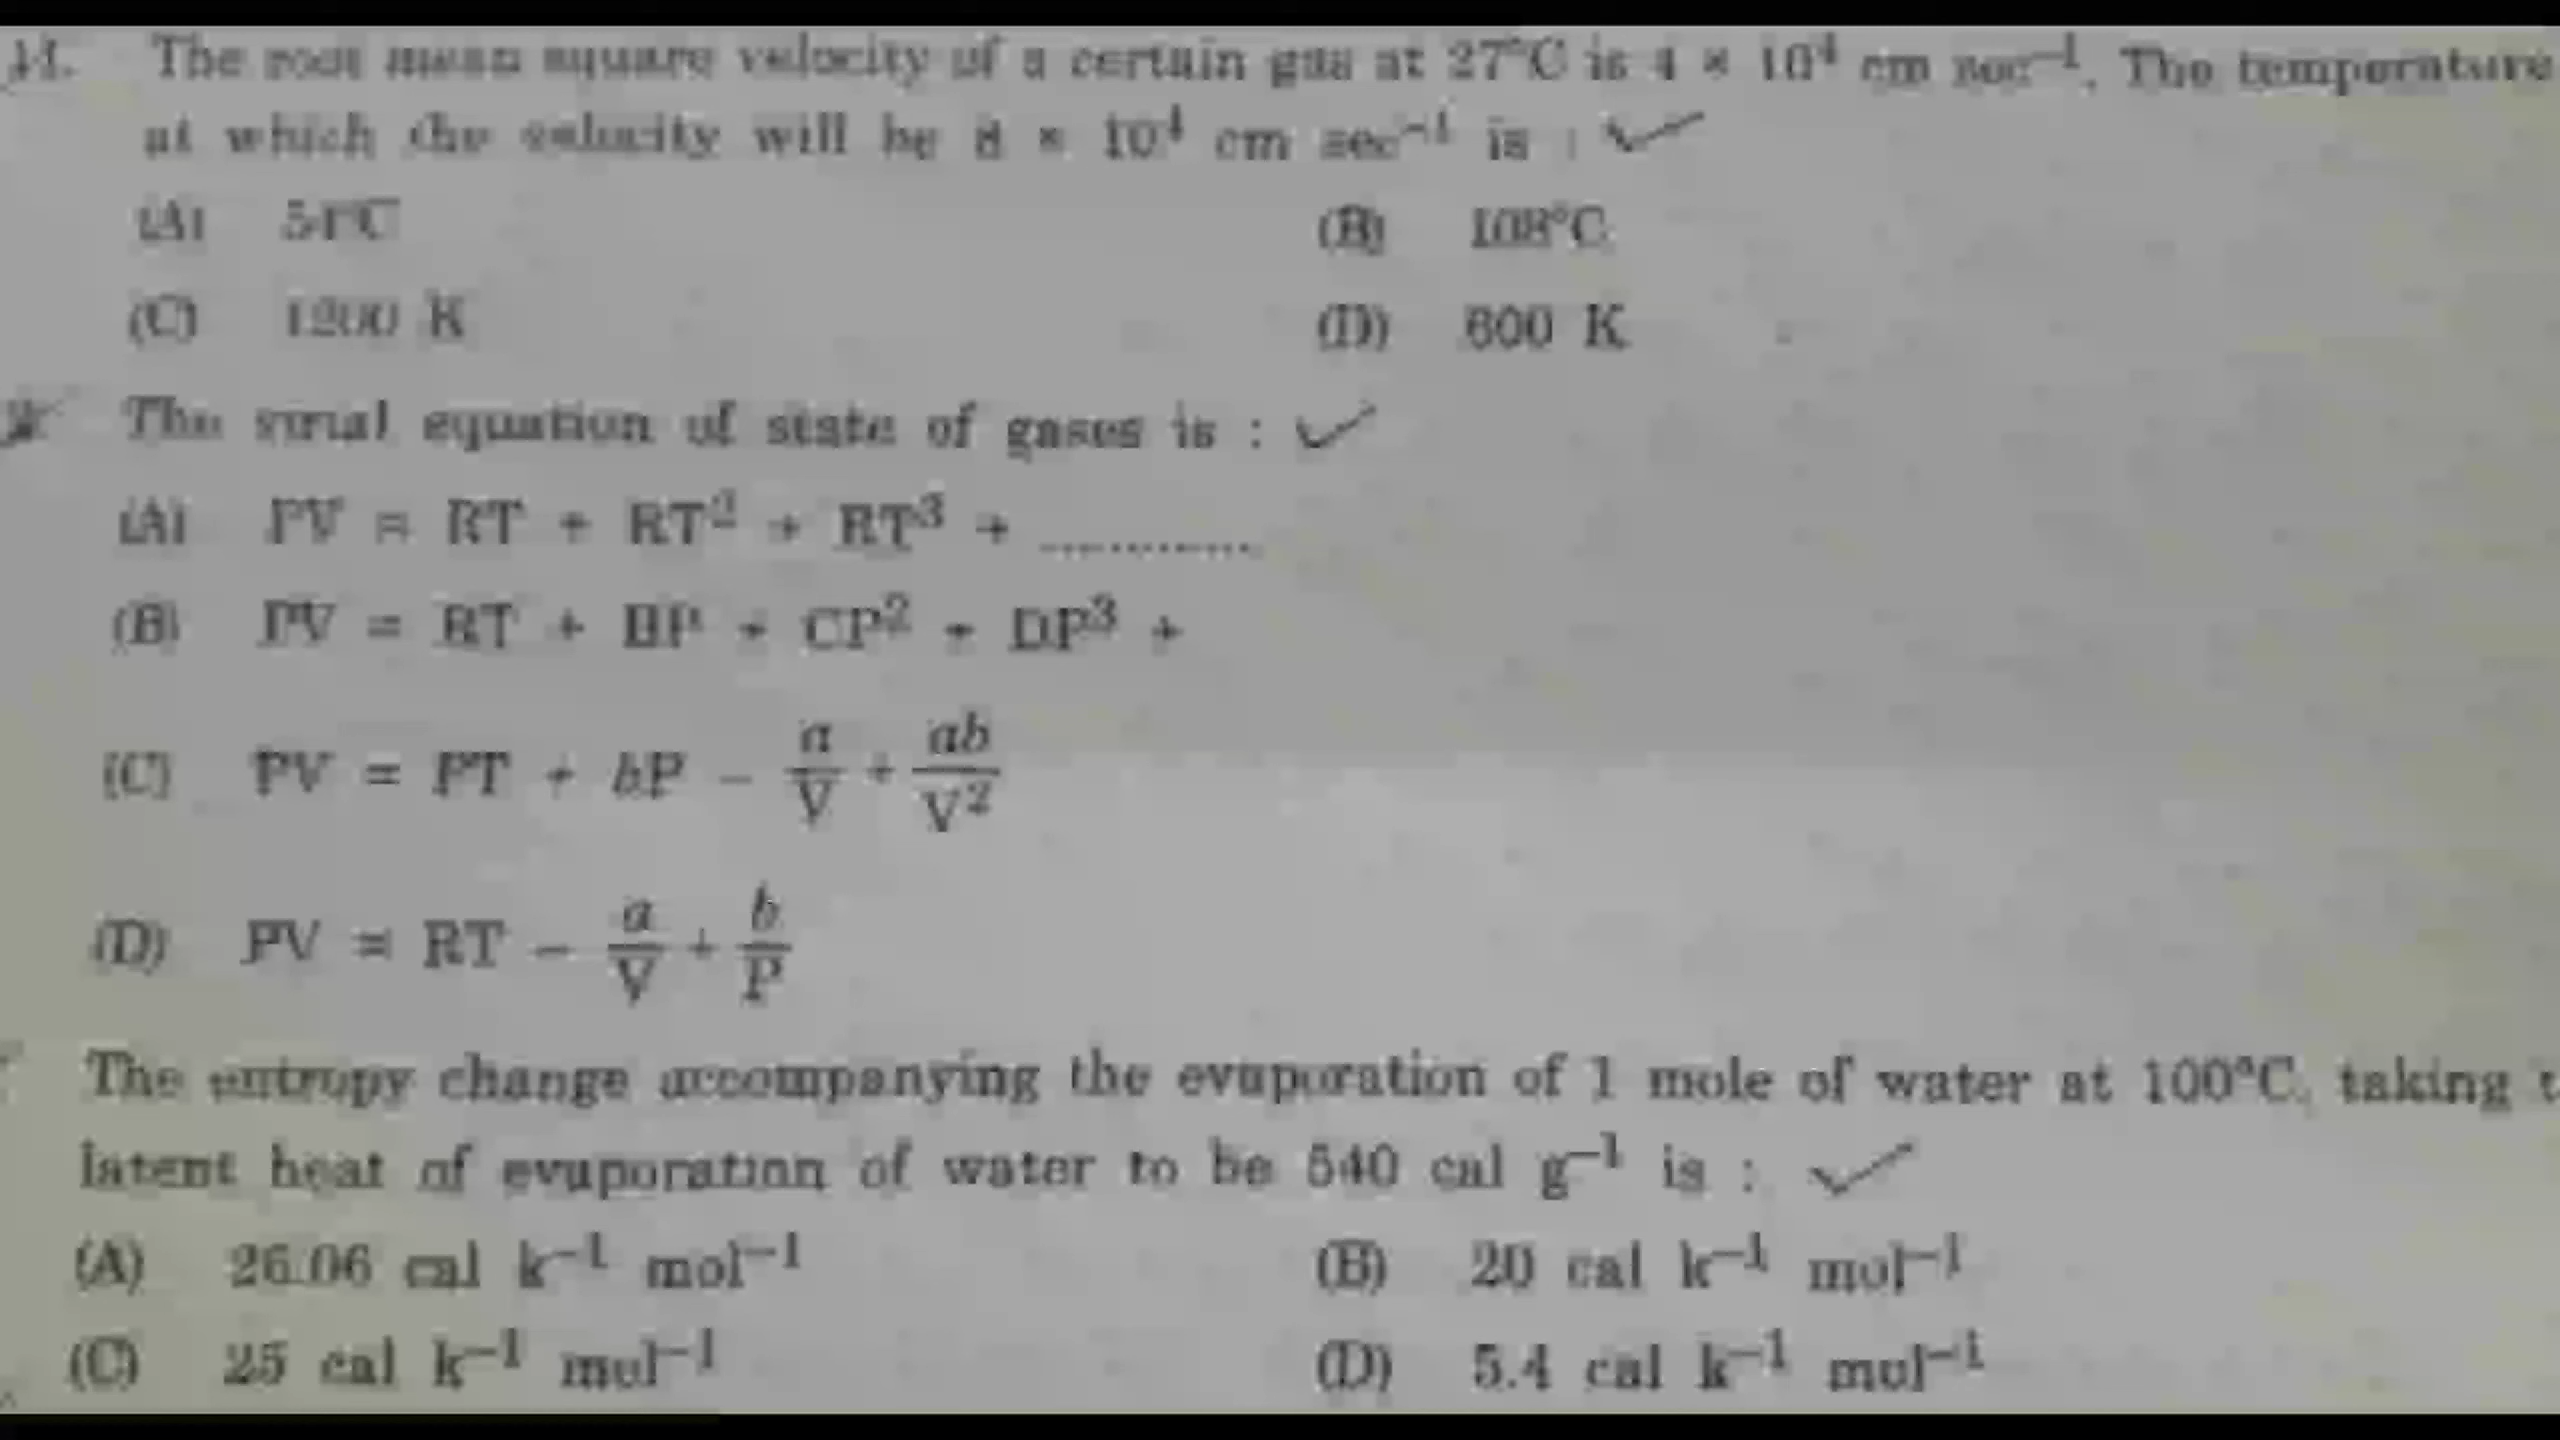 The root mean square velocity of a certain gas at 27°C is 4 × 10⁴ cm sec⁻¹. The temperature
at which the velocity will be 8 × 10⁴ cm sec⁻¹ is :
(A) 54°C (B) 108°C
(C) 1200 K (D) 600 K
The virial equation of state of gases is :
(A) PV = RT + RT² + RT³ + .............
(B) PV = RT + BP + CP² + DP³ +
(C) PV = PT + bP − a/V + ab/V²
(D) PV = RT − a/V + b/P
The entropy change accompanying the evaporation of 1 mole of water at 100°C, taking t
latent heat of evaporation of water to be 540 cal g⁻¹ is :
(A) 26.06 cal k⁻¹ mol⁻¹ (B) 20 cal k⁻¹ mol⁻¹
(C) 25 cal k⁻¹ mol⁻¹ (D) 5.4 cal k⁻¹ mol⁻¹